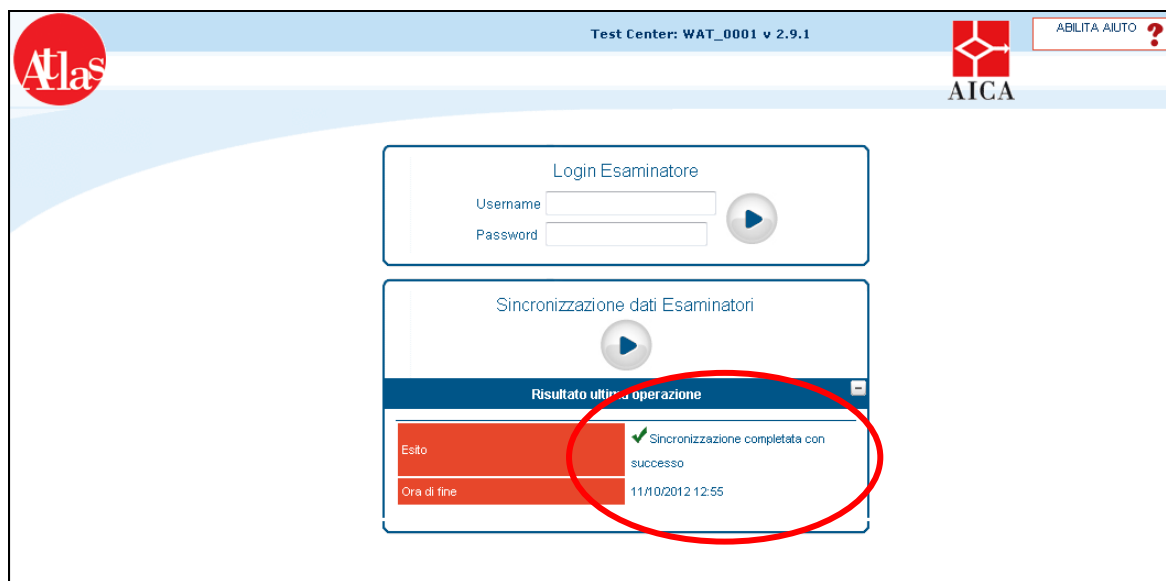 Atlas
Test Center: WAT_0001 v 2.9.1
AICA
ABILITA AIUTO ?
Login Esaminatore
Username
Password
Sincronizzazione dati Esaminatori
Risultato ultima operazione
Esito
Sincronizzazione completata con
successo
Ora di fine
11/10/2012 12:55